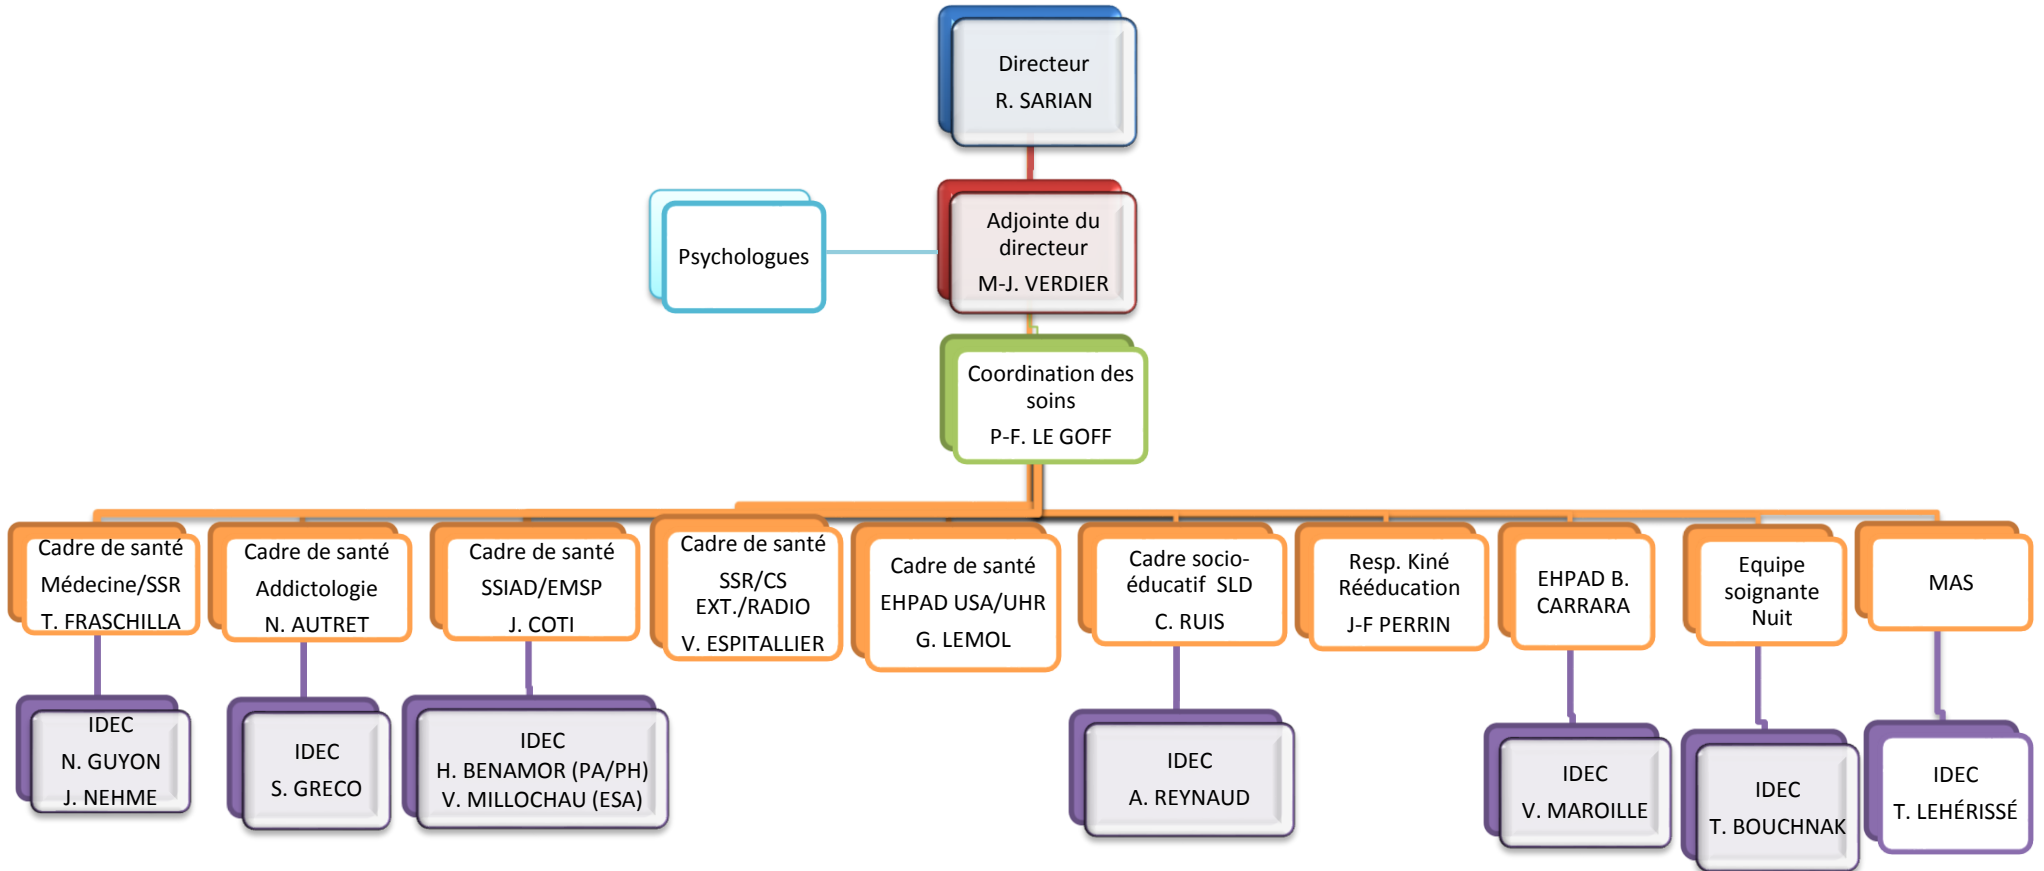 Directeur
R. SARIAN
Psychologues
Adjointe du
directeur
M-J. VERDIER
Coordination des
soins
P-F. LE GOFF
Cadre de santé
Médecine/SSR
T. FRASCHILLA
Cadre de santé
Addictologie
N. AUTRET
Cadre de santé
SSIAD/EMSP
J. COTI
Cadre de santé
SSR/CS
EXT./RADIO
V. ESPITALLIER
Cadre de santé
EHPAD USA/UHR
G. LEMOL
Cadre socio-
éducatif SLD
C. RUIS
Resp. Kiné
Rééducation
J-F PERRIN
EHPAD B.
CARRARA
Equipe
soignante
Nuit
MAS
IDEC
N. GUYON
J. NEHME
IDEC
S. GRECO
IDEC
H. BENAMOR (PA/PH)
V. MILLOCHAU (ESA)
IDEC
A. REYNAUD
IDEC
V. MAROILLE
IDEC
T. BOUCHNAK
IDEC
T. LEHÉRISSÉ